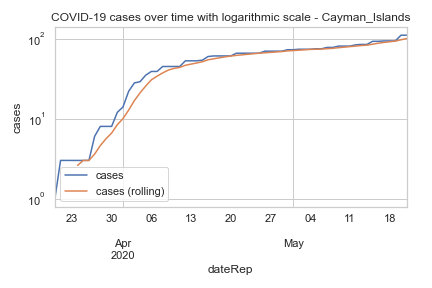 COVID-19 cases over time with logarithmic scale - Cayman_Islands
cases
10²
10¹
10⁰
cases
cases (rolling)
23 30 06 13 20 27 04 11 18
Apr May
2020
dateRep